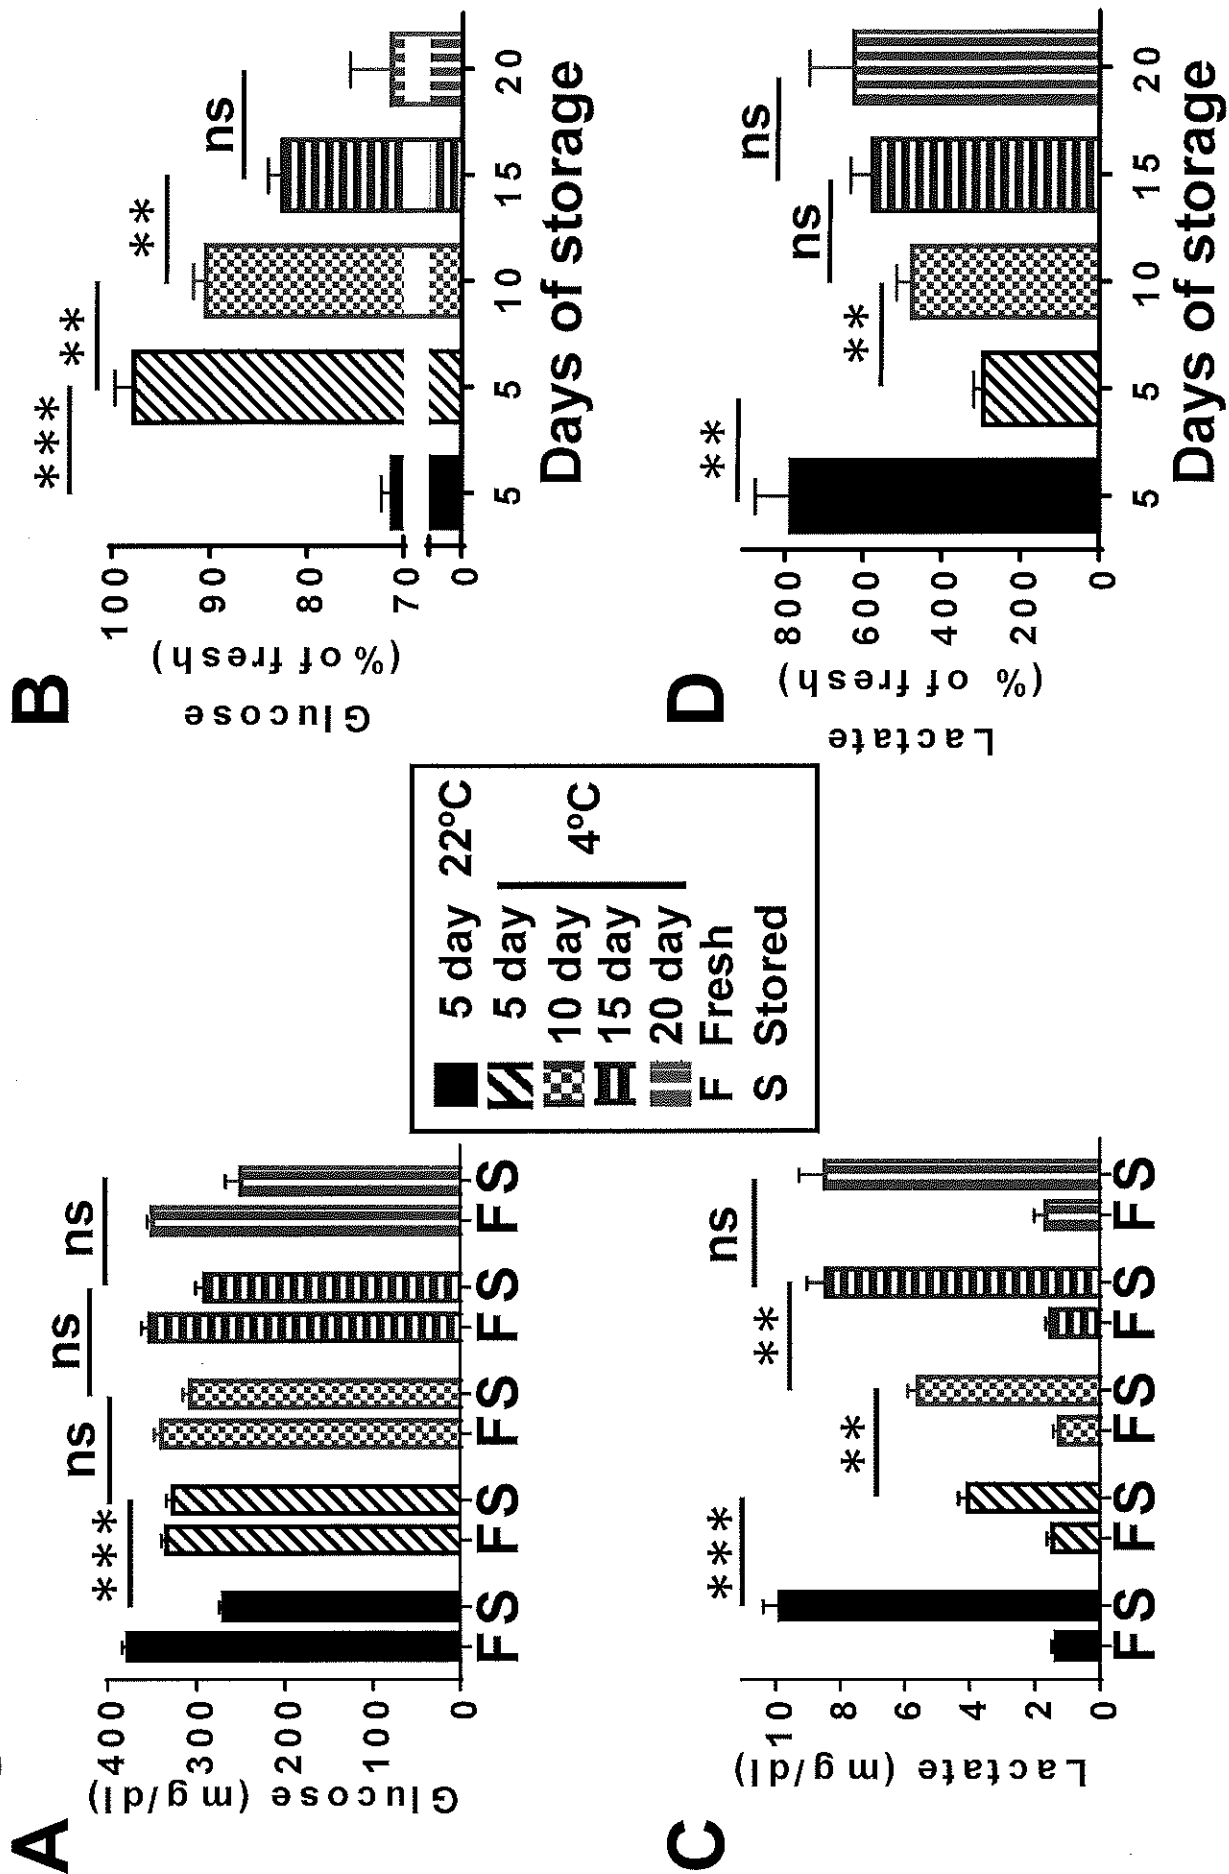 A
Glucose (mg/dl)
400
300
200
100
0
***
ns
ns
ns
F S F S F S F S F S
B
Glucose
(% of fresh)
100
90
80
70
0
***
**
**
ns
5 5 10 15 20
Days of storage
5 day 22ºC
5 day
10 day
15 day
20 day
4ºC
F Fresh
S Stored
C
Lactate (mg/dl)
10
8
6
4
2
0
***
**
**
ns
F S F S F S F S F S
D
Lactate
(% of fresh)
800
600
400
200
0
**
**
ns
ns
5 5 10 15 20
Days of storage